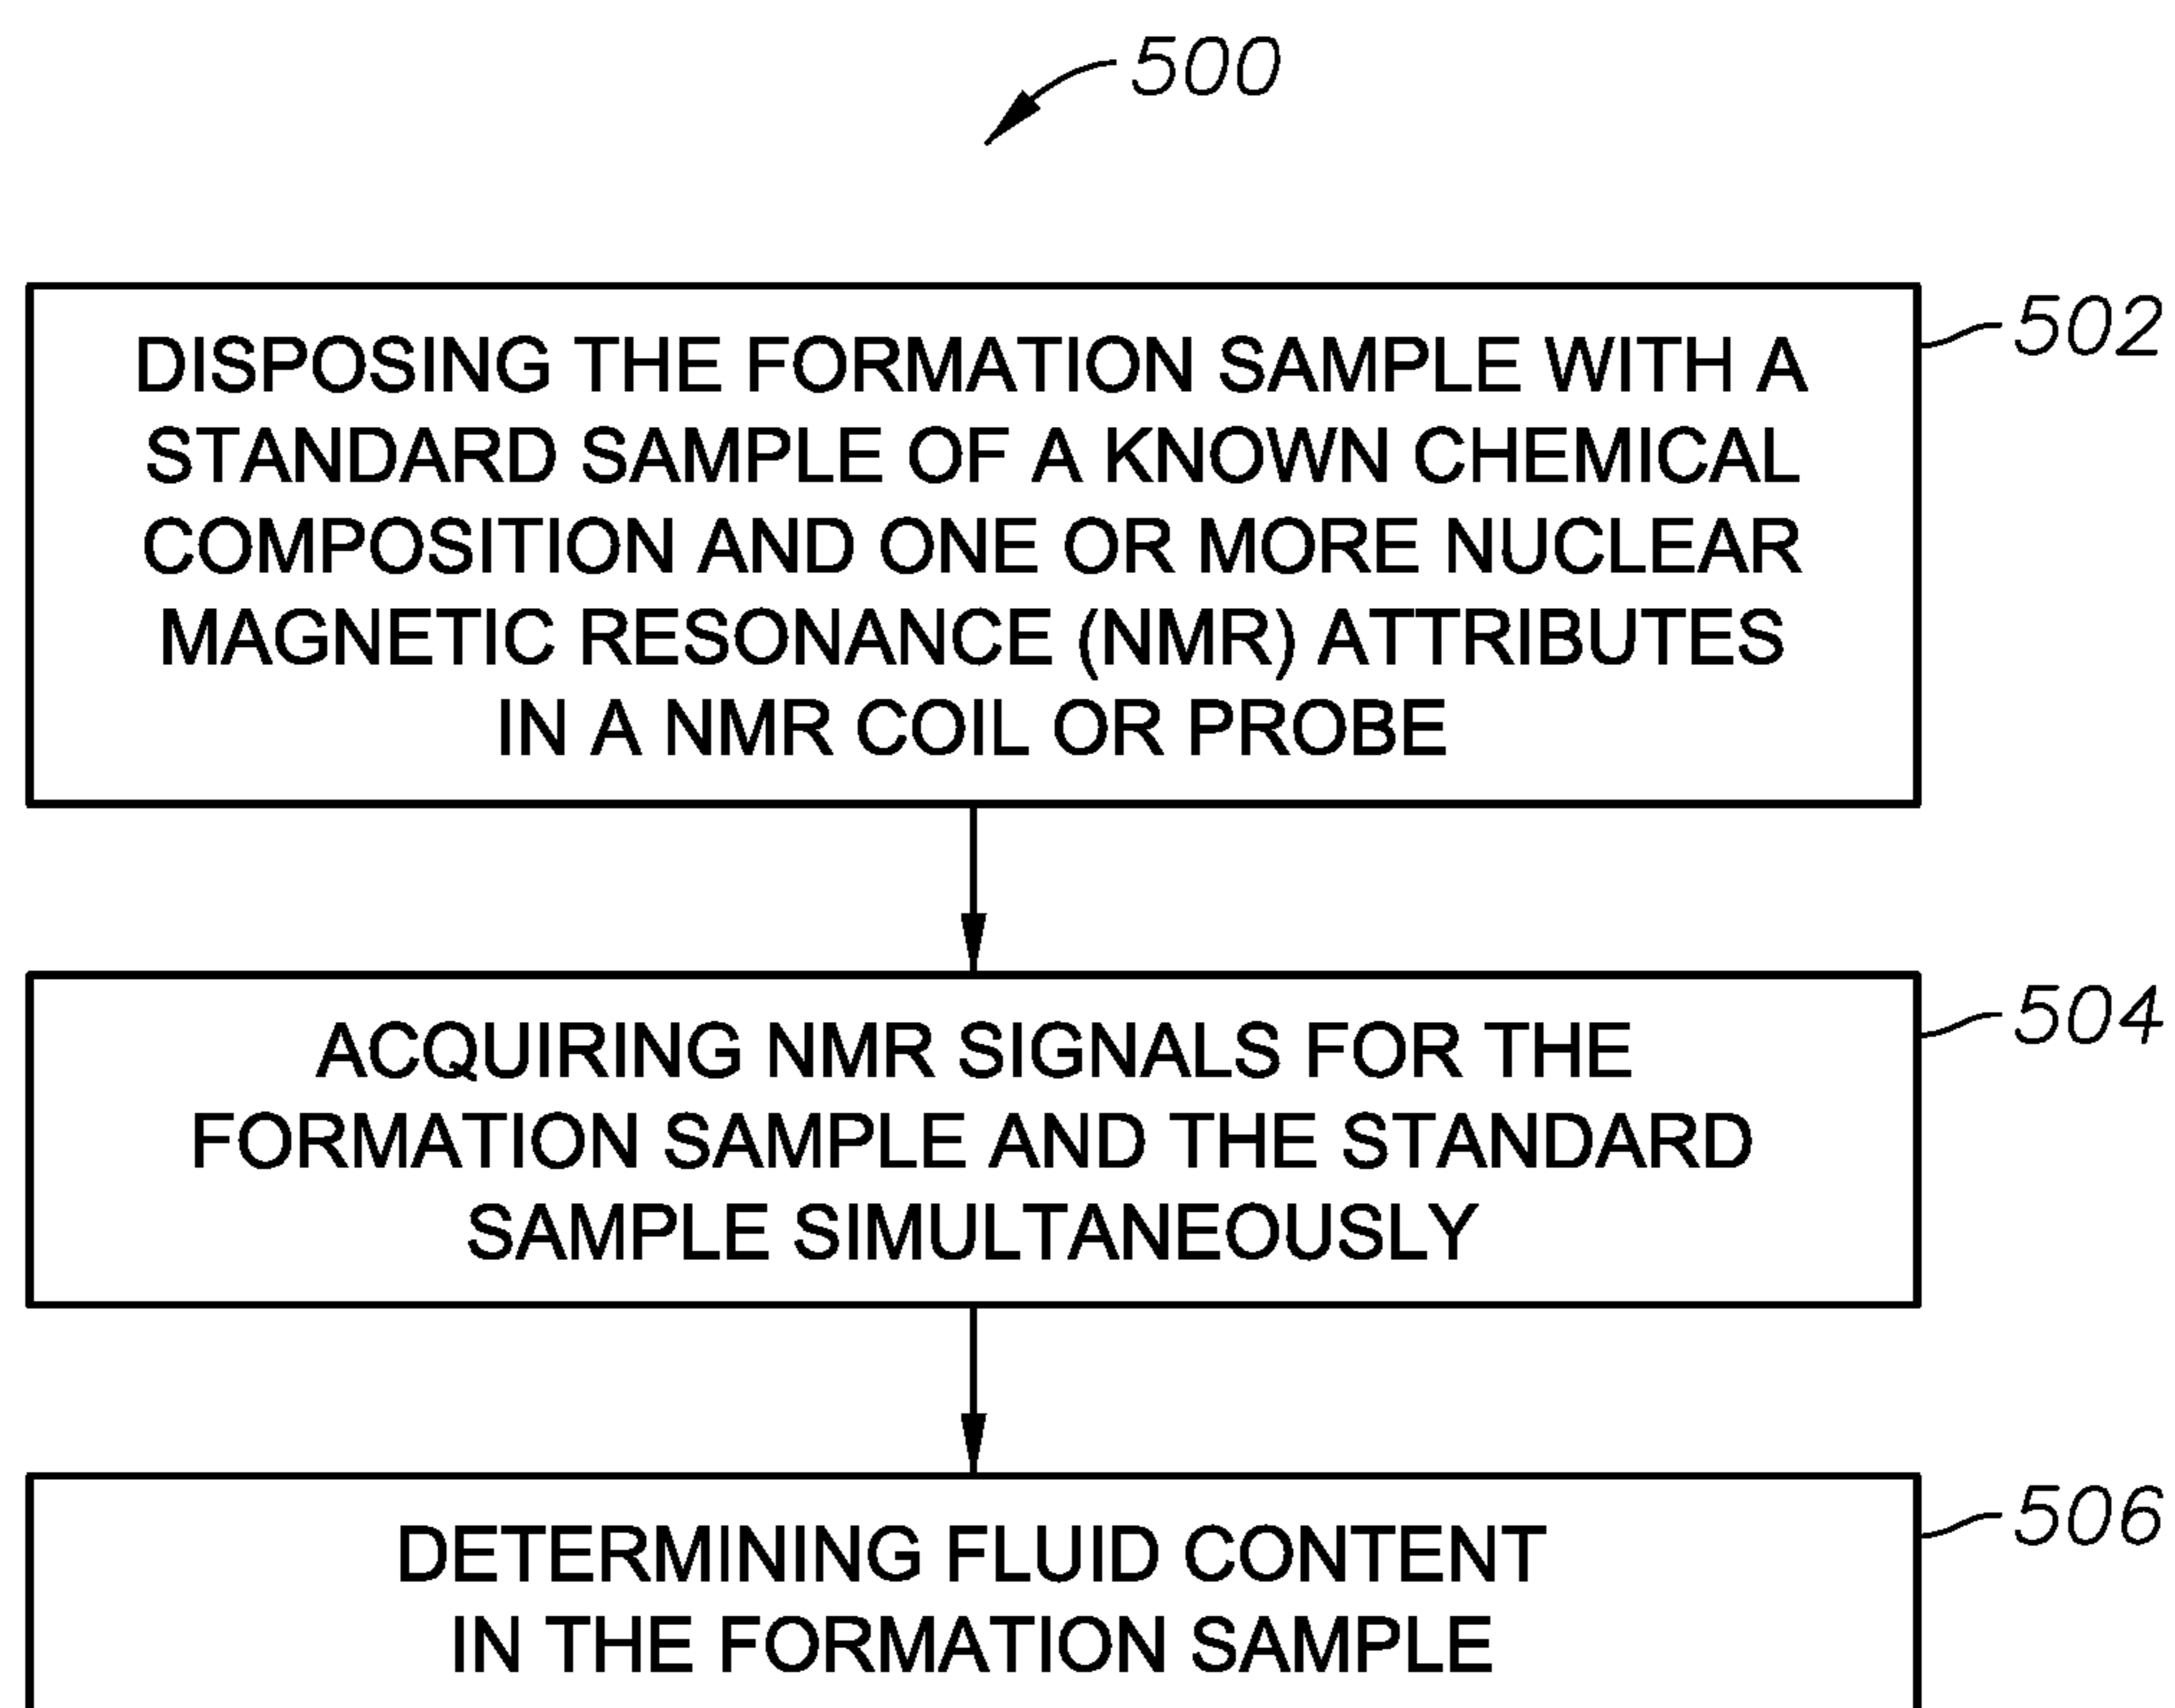 500
502
DISPOSING THE FORMATION SAMPLE WITH A
STANDARD SAMPLE OF A KNOWN CHEMICAL
COMPOSITION AND ONE OR MORE NUCLEAR
MAGNETIC RESONANCE (NMR) ATTRIBUTES
IN A NMR COIL OR PROBE
504
ACQUIRING NMR SIGNALS FOR THE
FORMATION SAMPLE AND THE STANDARD
SAMPLE SIMULTANEOUSLY
506
DETERMINING FLUID CONTENT
IN THE FORMATION SAMPLE